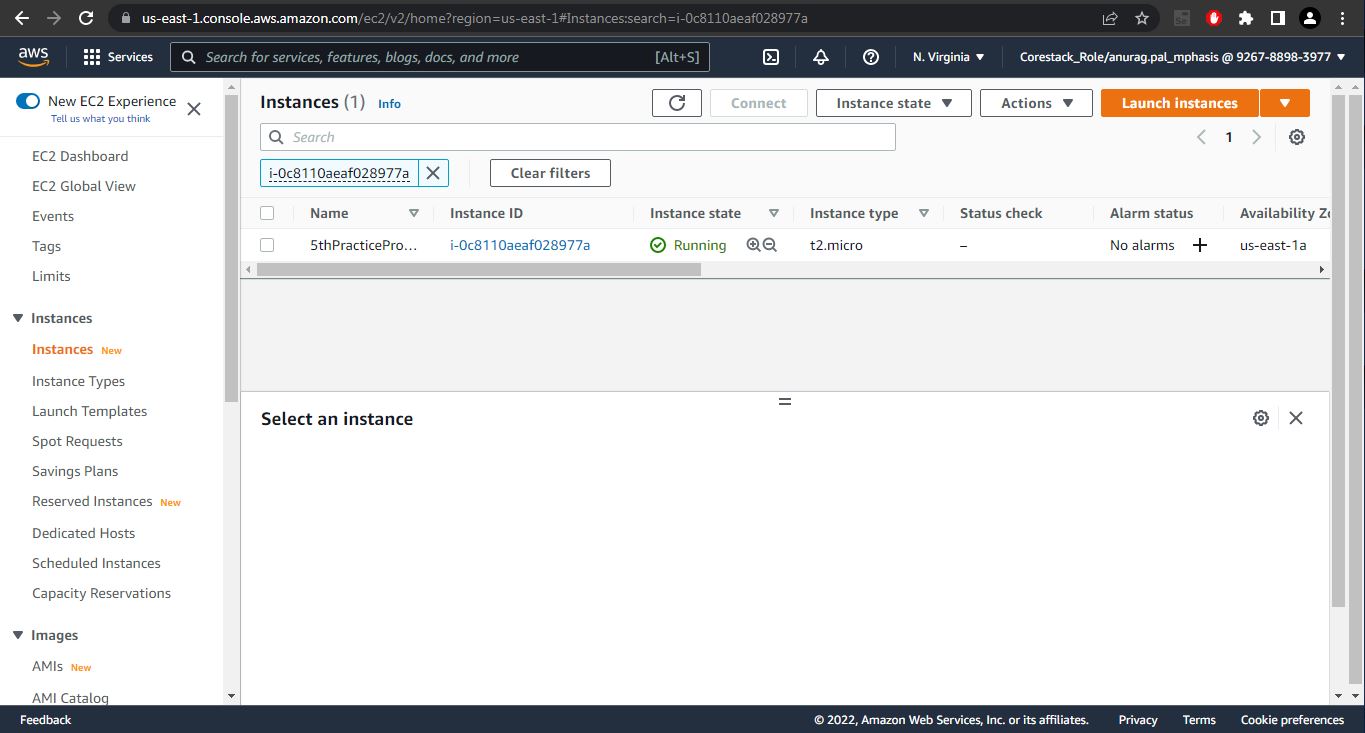 us-east-1.console.aws.amazon.com/ec2/v2/home?region=us-east-1#Instances:search=i-0c8110aeaf028977a
aws Services Search for services, features, blogs, docs, and more [Alt+S] N. Virginia Corestack_Role/anurag.pal_mphasis @ 9267-8898-3977
New EC2 Experience
Tell us what you think
EC2 Dashboard
EC2 Global View
Events
Tags
Limits
Instances
Instances New
Instance Types
Launch Templates
Spot Requests
Savings Plans
Reserved Instances New
Dedicated Hosts
Scheduled Instances
Capacity Reservations
Images
AMIs New
AMI Catalog
Instances (1) Info Connect Instance state Actions Launch instances
Search 1
i-0c8110aeaf028977a Clear filters
Name Instance ID Instance state Instance type Status check Alarm status Availability Zo
5thPracticePro... i-0c8110aeaf028977a Running t2.micro – No alarms + us-east-1a
Select an instance
Feedback © 2022, Amazon Web Services, Inc. or its affiliates. Privacy Terms Cookie preferences